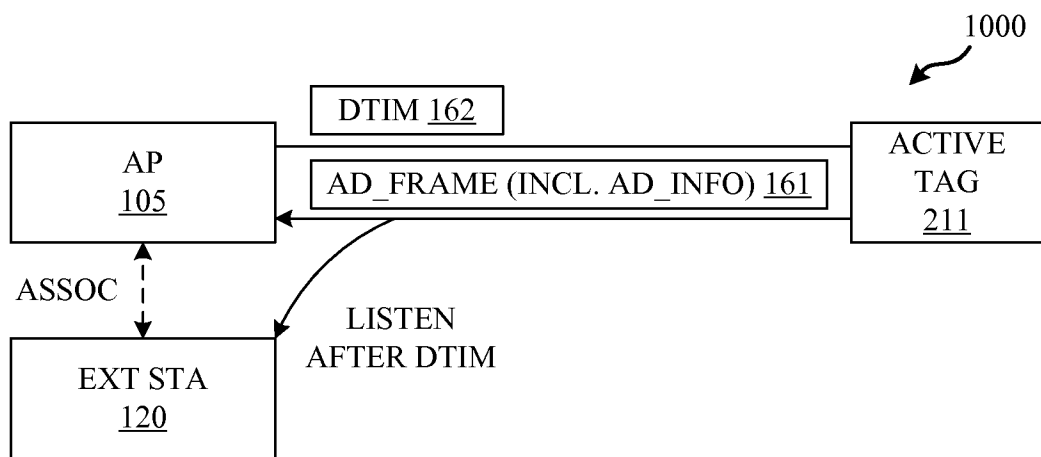 1000
DTIM 162
AP
105
AD_FRAME (INCL. AD_INFO) 161
ACTIVE
TAG
211
ASSOC
LISTEN
AFTER DTIM
EXT STA
120